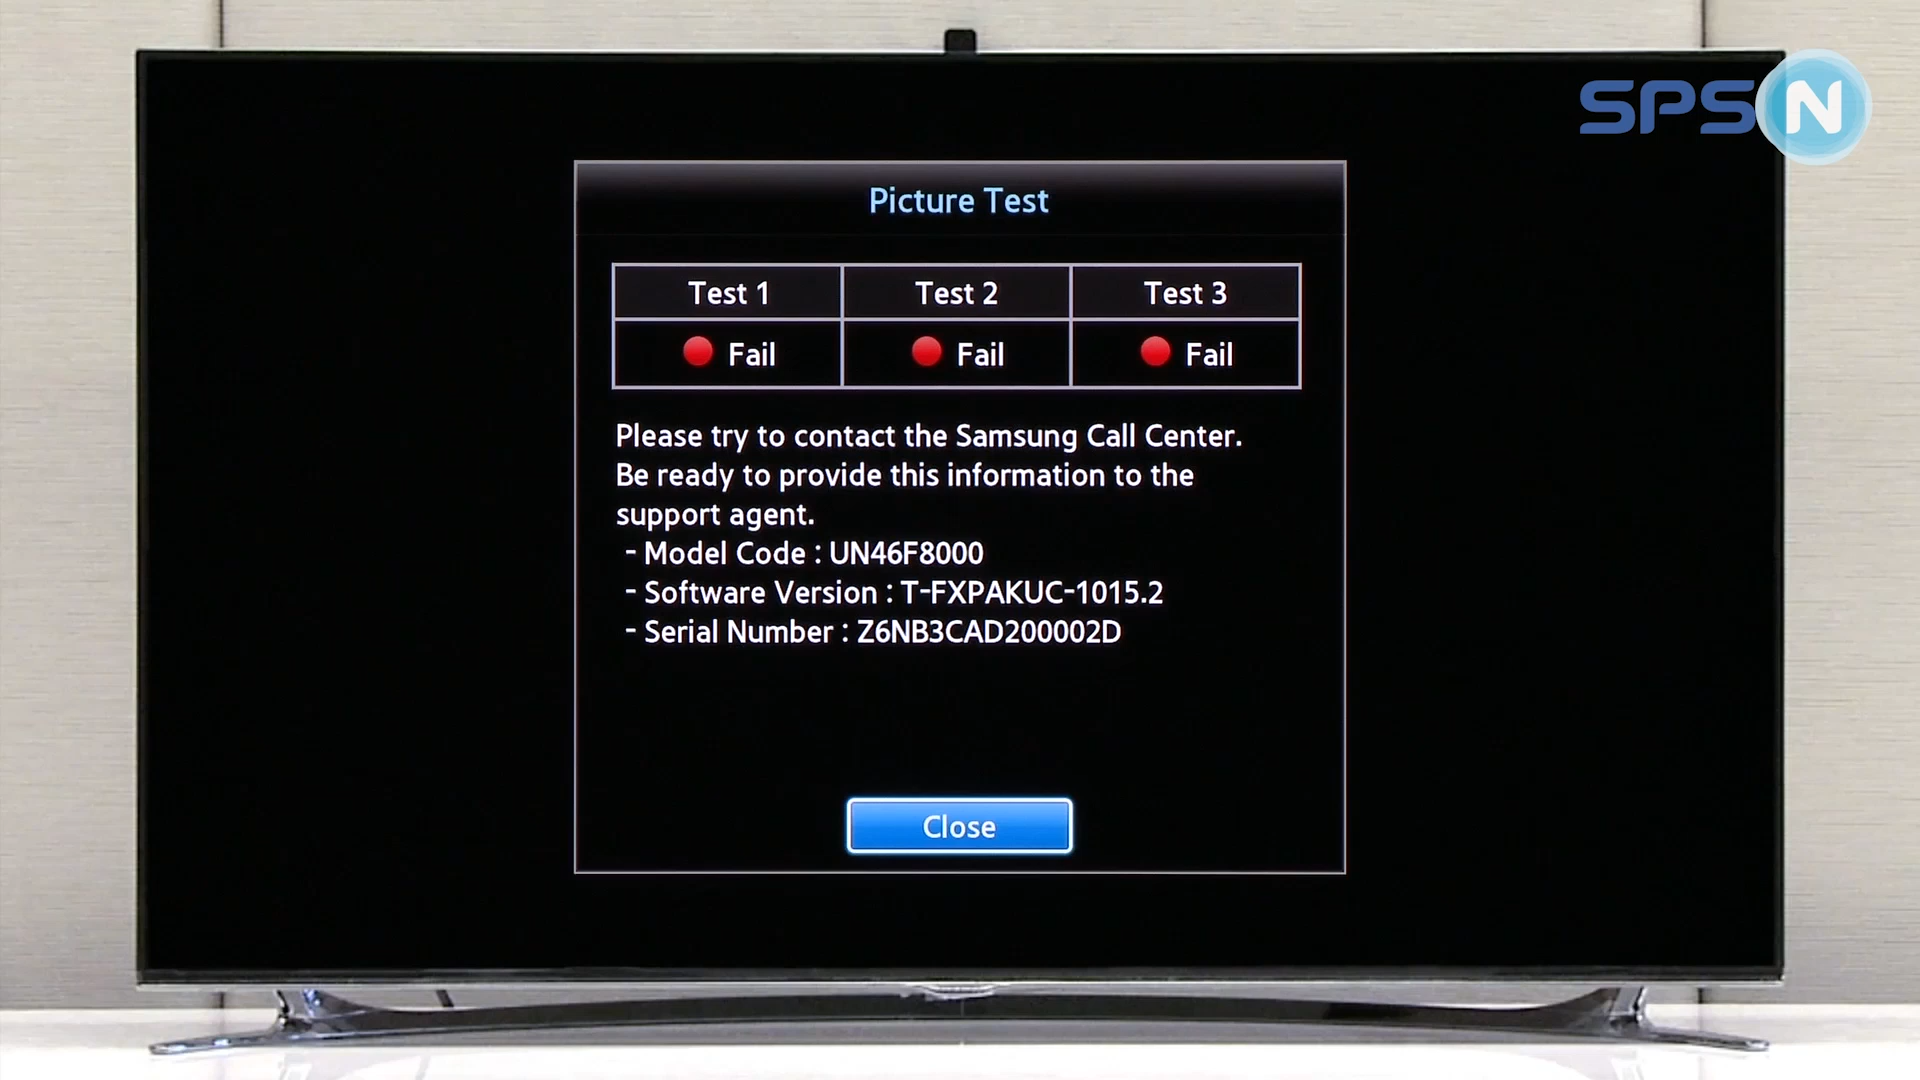 SPSN
Picture Test
Test 1 Test 2 Test 3
Fail Fail Fail
Please try to contact the Samsung Call Center.
Be ready to provide this information to the
support agent.
- Model Code : UN46F8000
- Software Version : T-FXPAKUC-1015.2
- Serial Number : Z6NB3CAD200002D
Close